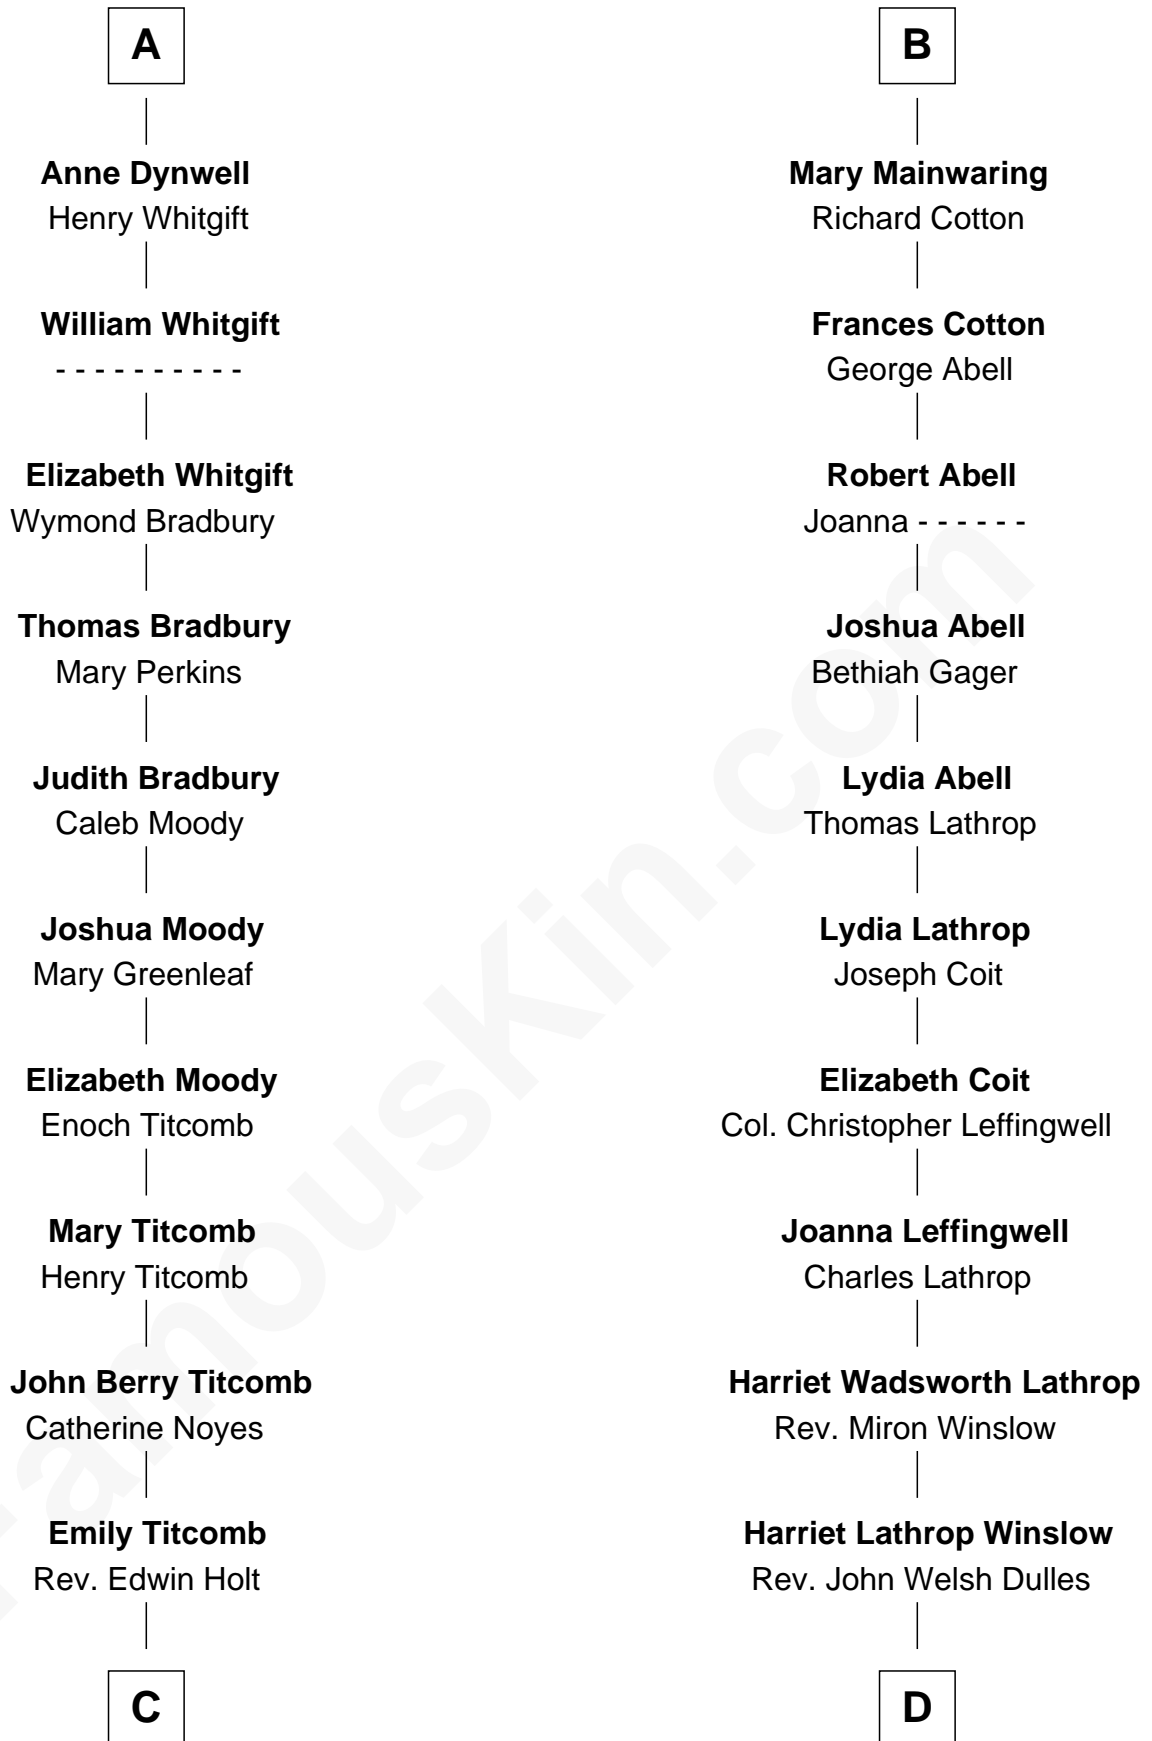 A
Anne Dynwell
Henry Whitgift
William Whitgift
- - - - - - - - - -
Elizabeth Whitgift
Wymond Bradbury
Thomas Bradbury
Mary Perkins
Judith Bradbury
Caleb Moody
Joshua Moody
Mary Greenleaf
Elizabeth Moody
Enoch Titcomb
Mary Titcomb
Henry Titcomb
John Berry Titcomb
Catherine Noyes
Emily Titcomb
Rev. Edwin Holt
C
B
Mary Mainwaring
Richard Cotton
Frances Cotton
George Abell
Robert Abell
Joanna - - - - - -
Joshua Abell
Bethiah Gager
Lydia Abell
Thomas Lathrop
Lydia Lathrop
Joseph Coit
Elizabeth Coit
Col. Christopher Leffingwell
Joanna Leffingwell
Charles Lathrop
Harriet Wadsworth Lathrop
Rev. Miron Winslow
Harriet Lathrop Winslow
Rev. John Welsh Dulles
D
FamousKin.com